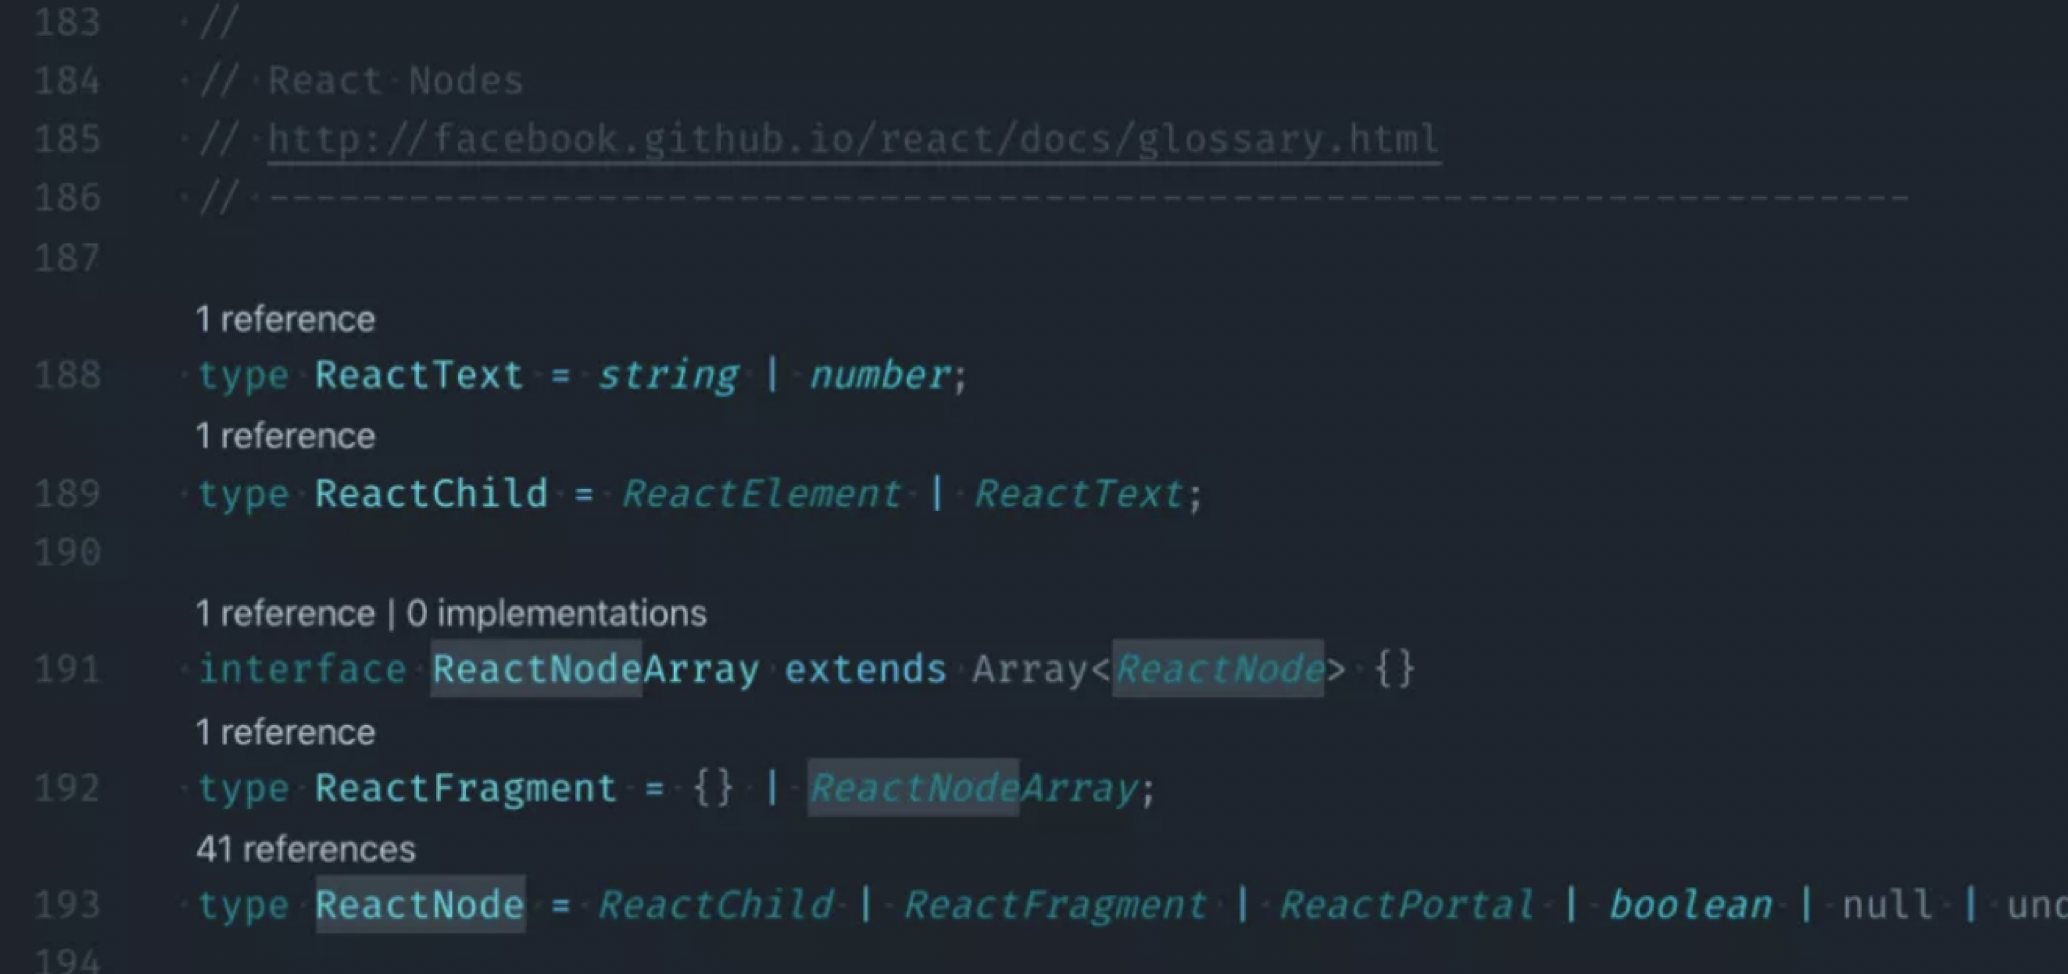 183 //
184 // React Nodes
185 // http://facebook.github.io/react/docs/glossary.html
186 // ----------------------------------------------------------------------
187
1 reference
188 type ReactText = string | number;
1 reference
189 type ReactChild = ReactElement | ReactText;
190
1 reference | 0 implementations
191 interface ReactNodeArray extends Array<ReactNode> {}
1 reference
192 type ReactFragment = {} | ReactNodeArray;
41 references
193 type ReactNode = ReactChild | ReactFragment | ReactPortal | boolean | null | und
194